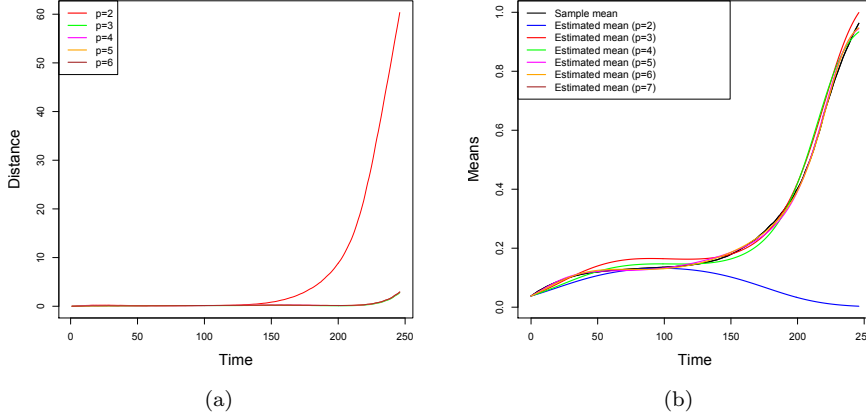 p=2
p=3
p=4
p=5
p=6
60
50
40
30
20
10
0
Distance
0
50
100
150
200
250
Time
(a)
Sample mean
Estimated mean (p=2)
Estimated mean (p=3)
Estimated mean (p=4)
Estimated mean (p=5)
Estimated mean (p=6)
Estimated mean (p=7)
1.0
0.8
0.6
0.4
0.2
0.0
Means
0
50
100
150
200
250
Time
(b)